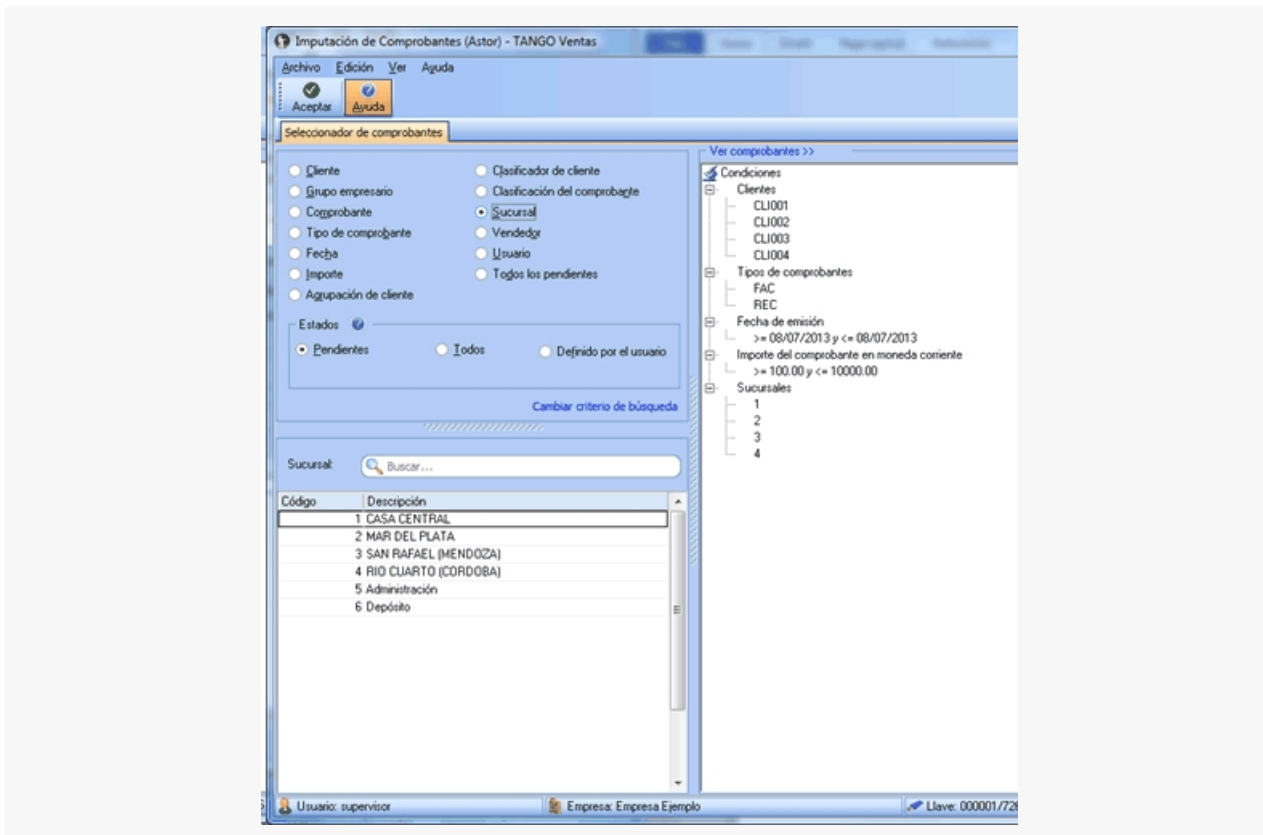 Imputación de Comprobantes (Astor) - TANGO Ventas
Archivo Edición Ver Ayuda
Aceptar Ayuda
Seleccionador de comprobantes
Cliente
Grupo empresario
Comprobante
Tipo de comprobante
Fecha
Importe
Agrupación de cliente
Clasificador de cliente
Clasificación del comprobante
Sucursal
Vendedor
Usuario
Todos los pendientes
Estados
Pendientes Todos Definido por el usuario
Cambiar criterio de búsqueda
Sucursal: Buscar...
Código Descripción
1 CASA CENTRAL
2 MAR DEL PLATA
3 SAN RAFAEL (MENDOZA)
4 RIO CUARTO (CORDOBA)
5 Administración
6 Depósito
Ver comprobantes >>
Condiciones
Clientes
CLI001
CLI002
CLI003
CLI004
Tipos de comprobantes
FAC
REC
Fecha de emisión
>= 08/07/2013 y <= 08/07/2013
Importe del comprobante en moneda corriente
>= 100.00 y <= 10000.00
Sucursales
1
2
3
4
Usuario: supervisor Empresa: Empresa Ejemplo Llave: 000001/726